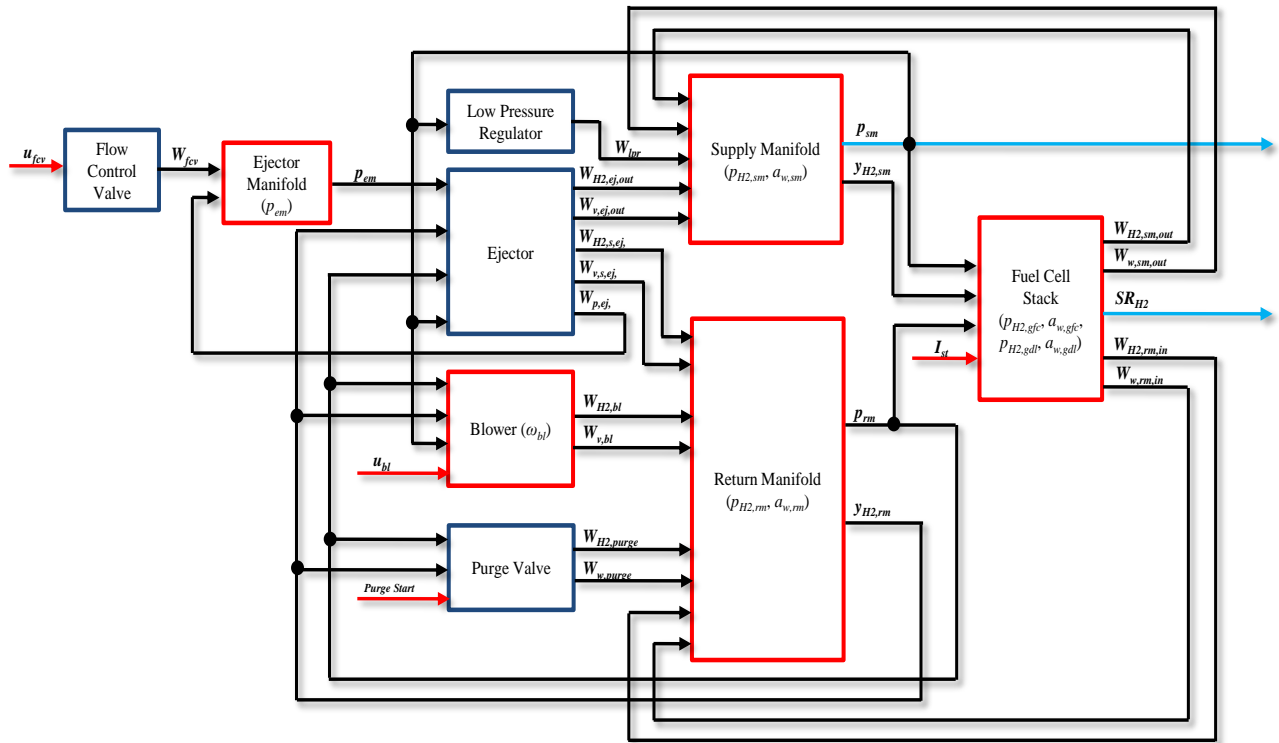 u_fcv
Flow
Control
Valve
W_fcv
Ejector
Manifold
(p_em)
p_em
Low Pressure
Regulator
W_lpr
Ejector
W_H2,ej,out
W_v,ej,out
W_H2,s,ej,
W_v,s,ej,
W_p,ej,
Supply Manifold
(p_H2,sm, a_w,sm)
p_sm
y_H2,sm
Fuel Cell
Stack
(p_H2,gfc, a_w,gfc,
p_H2,gdl, a_w,gdl)
I_st
W_H2,sm,out
W_w,sm,out
SR_H2
W_H2,rm,in
W_w,rm,in
Blower (ω_bl)
u_bl
W_H2,bl
W_v,bl
Return Manifold
(p_H2,rm, a_w,rm)
p_rm
y_H2,rm
Purge Valve
Purge Start
W_H2,purge
W_w,purge